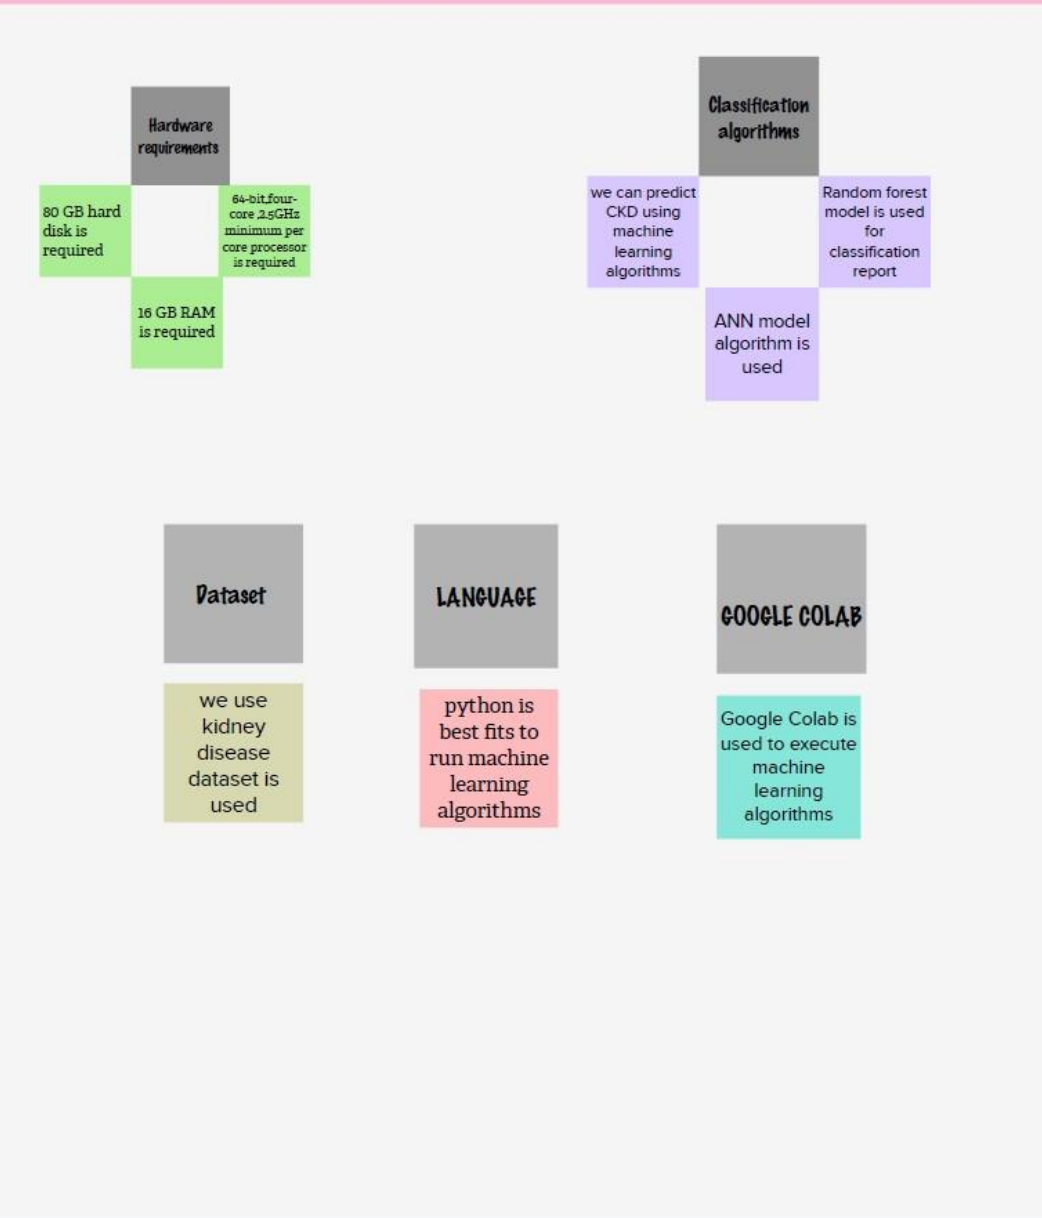 Hardware
requirements
80 GB hard
disk is
required
64-bit,four-
core ,2.5GHz
minimum per
core processor
is required
16 GB RAM
is required
Classification
algorithms
we can predict
CKD using
machine
learning
algorithms
Random forest
model is used
for
classification
report
ANN model
algorithm is
used
Dataset
we use
kidney
disease
dataset is
used
LANGUAGE
python is
best fits to
run machine
learning
algorithms
GOOGLE COLAB
Google Colab is
used to execute
machine
learning
algorithms